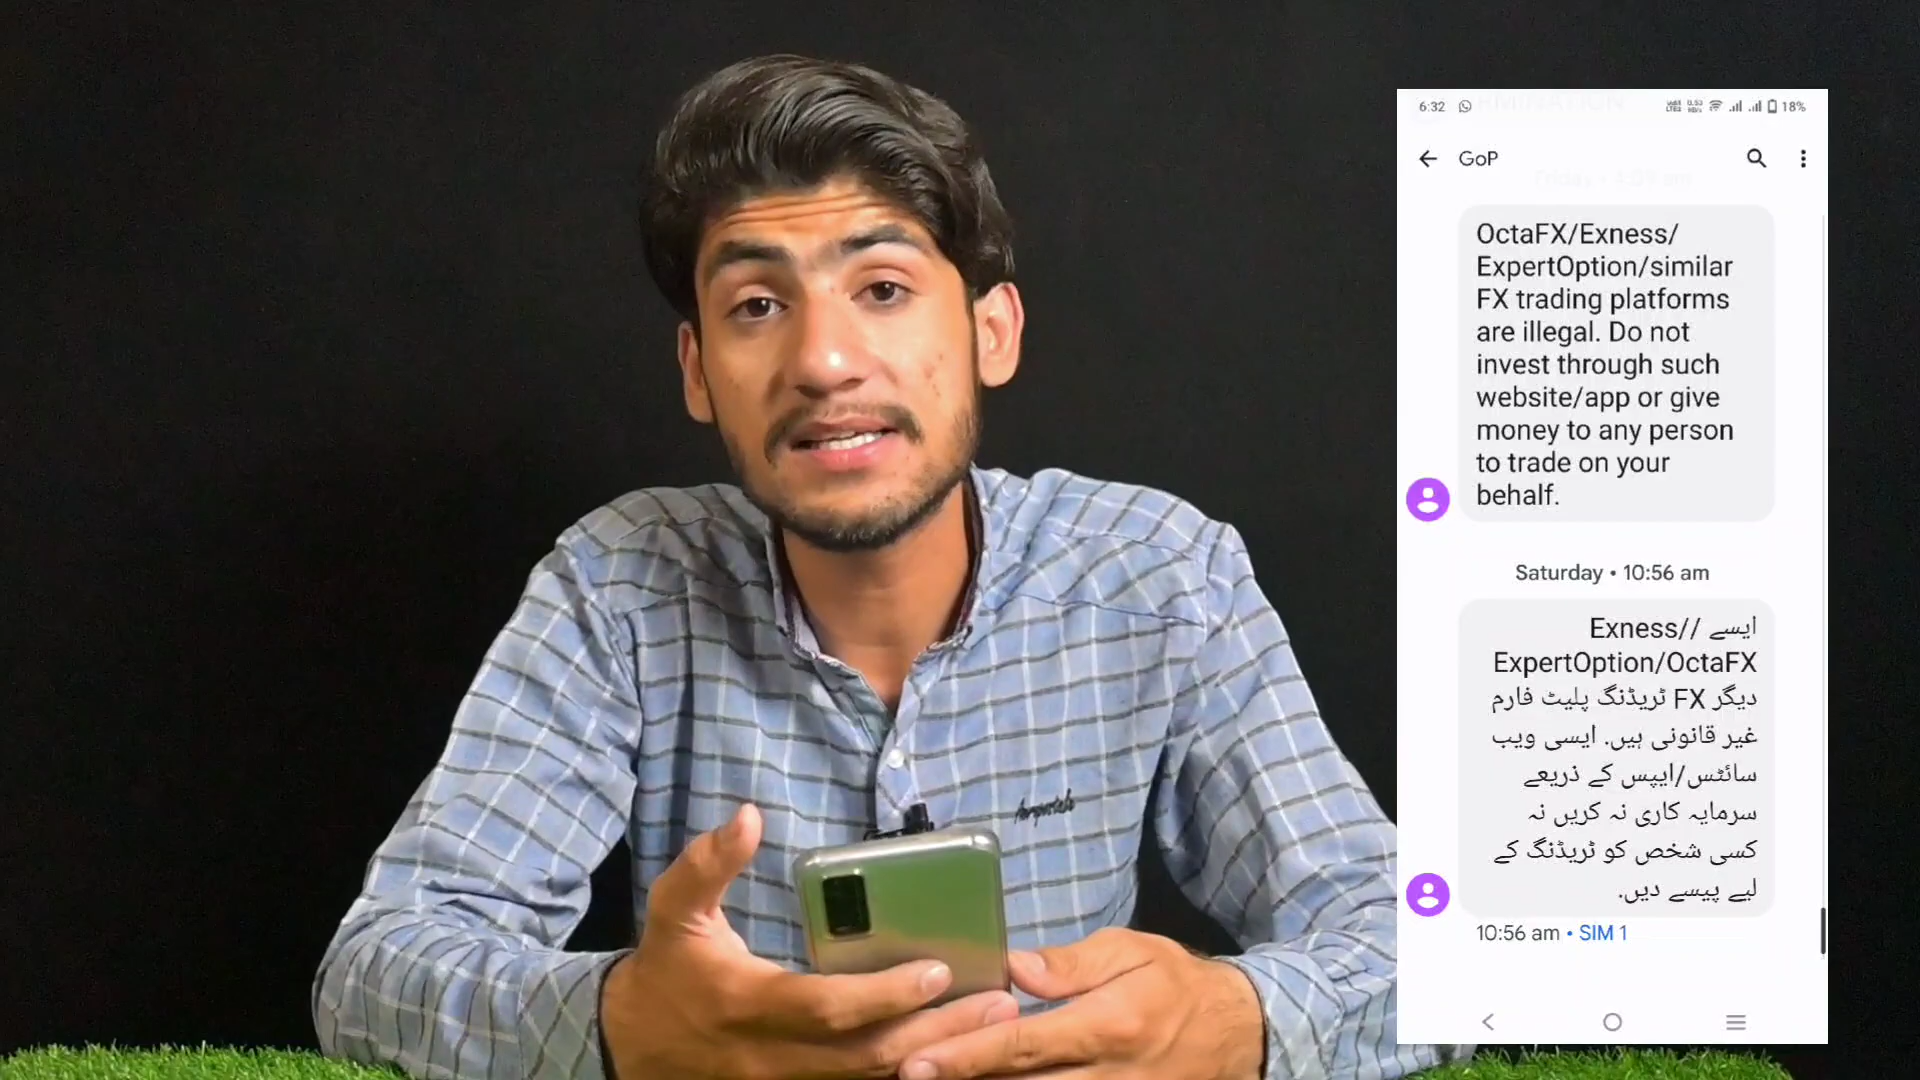 6:32
18%
GoP
OctaFX/Exness/
ExpertOption/similar
FX trading platforms
are illegal. Do not
invest through such
website/app or give
money to any person
to trade on your
behalf.
Saturday • 10:56 am
ایسے //Exness
ExpertOption/OctaFX
دیگر FX ٹریڈنگ پلیٹ فارم
غیر قانونی ہیں. ایسی ویب
سائٹس/ایپس کے ذریعے
سرمایہ کاری نہ کریں نہ
کسی شخص کو ٹریڈنگ کے
لیے پیسے دیں.
10:56 am • SIM 1